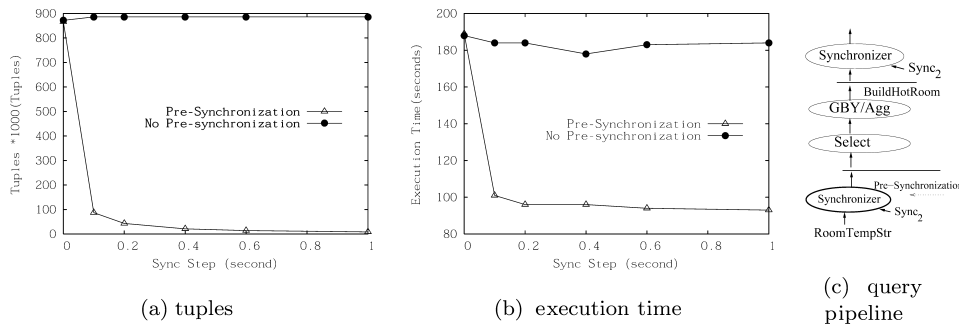 900
800
700
600
500
400
300
200
100
0
Tuples *1000(Tuples)
Pre-Synchronization
No Pre-synchronization
0 0.2 0.4 0.6 0.8 1
Sync Step (second)
(a) tuples
200
180
160
140
120
100
80
Execution Time(seconds)
Pre-Synchronization
No Pre-synchronization
0 0.2 0.4 0.6 0.8 1
Sync Step (second)
(b) execution time
Synchronizer
Sync2
BuildHotRoom
GBY/Agg
Select
Pre-Synchronization
Synchronizer
Sync2
RoomTempStr
(c) query
pipeline